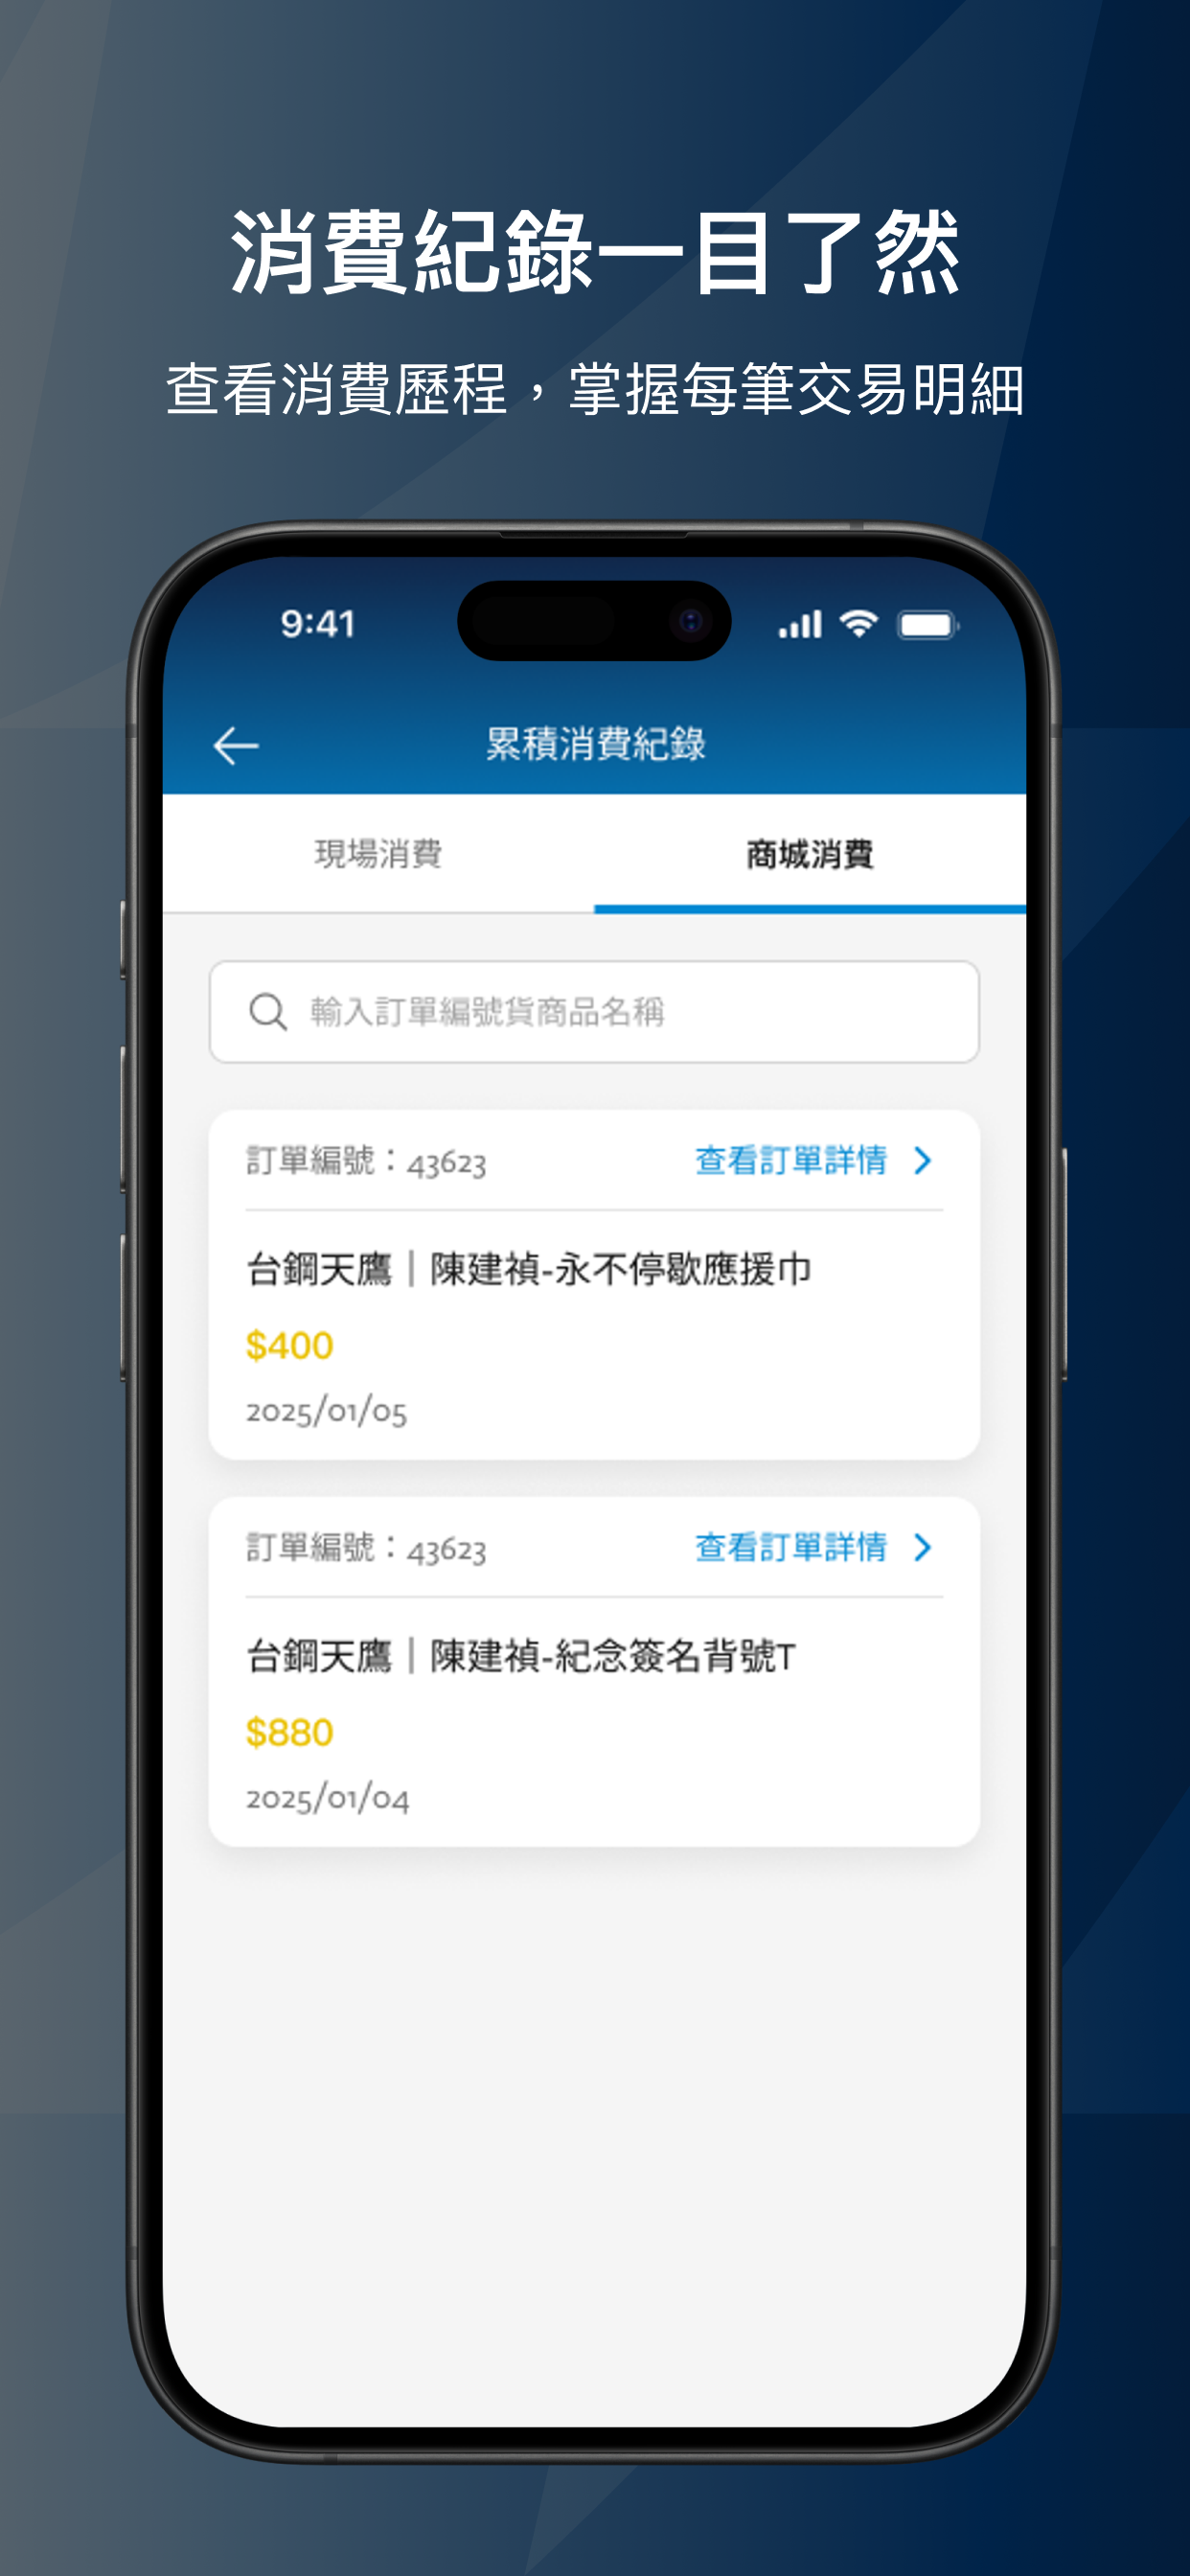 消費紀錄一目了然
查看消費歷程，掌握每筆交易明細
9:41
累積消費紀錄
現場消費 商城消費
輸入訂單編號貨商品名稱
訂單編號：43623 查看訂單詳情
台鋼天鷹｜陳建禎-永不停歇應援巾
$400
2025/01/05
訂單編號：43623 查看訂單詳情
台鋼天鷹｜陳建禎-紀念簽名背號T
$880
2025/01/04